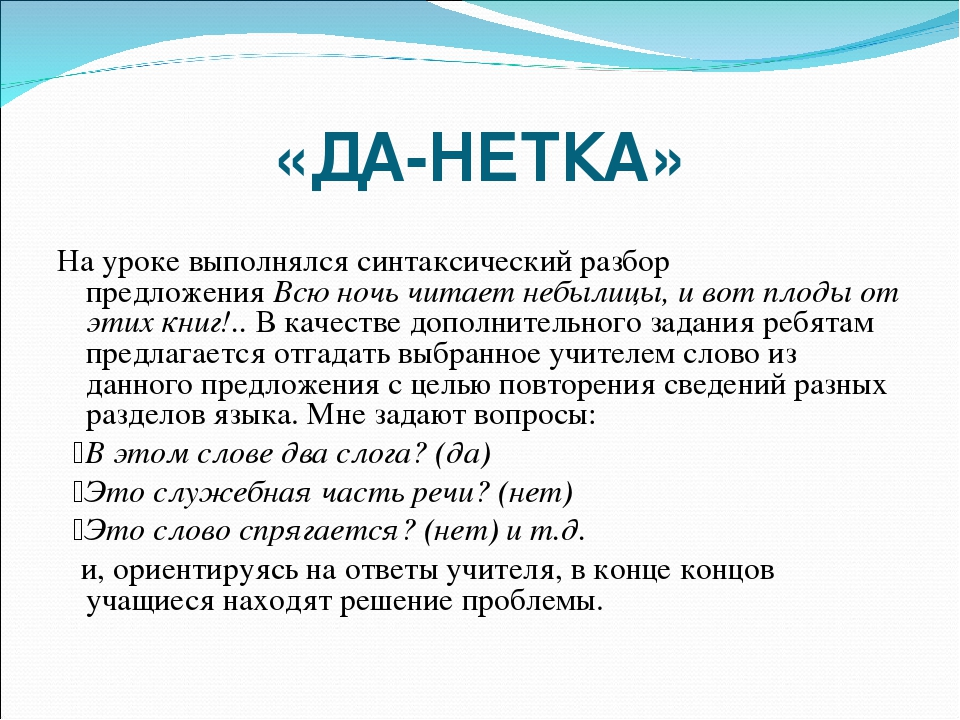 «ДА-НЕТКА»
На уроке выполнялся синтаксический разбор
предложения Всю ночь читает небылицы, и вот плоды от
этих книг!.. В качестве дополнительного задания ребятам
предлагается отгадать выбранное учителем слово из
данного предложения с целью повторения сведений разных
разделов языка. Мне задают вопросы:
В этом слове два слога? (да)
Это служебная часть речи? (нет)
Это слово спрягается? (нет) и т.д.
и, ориентируясь на ответы учителя, в конце концов
учащиеся находят решение проблемы.